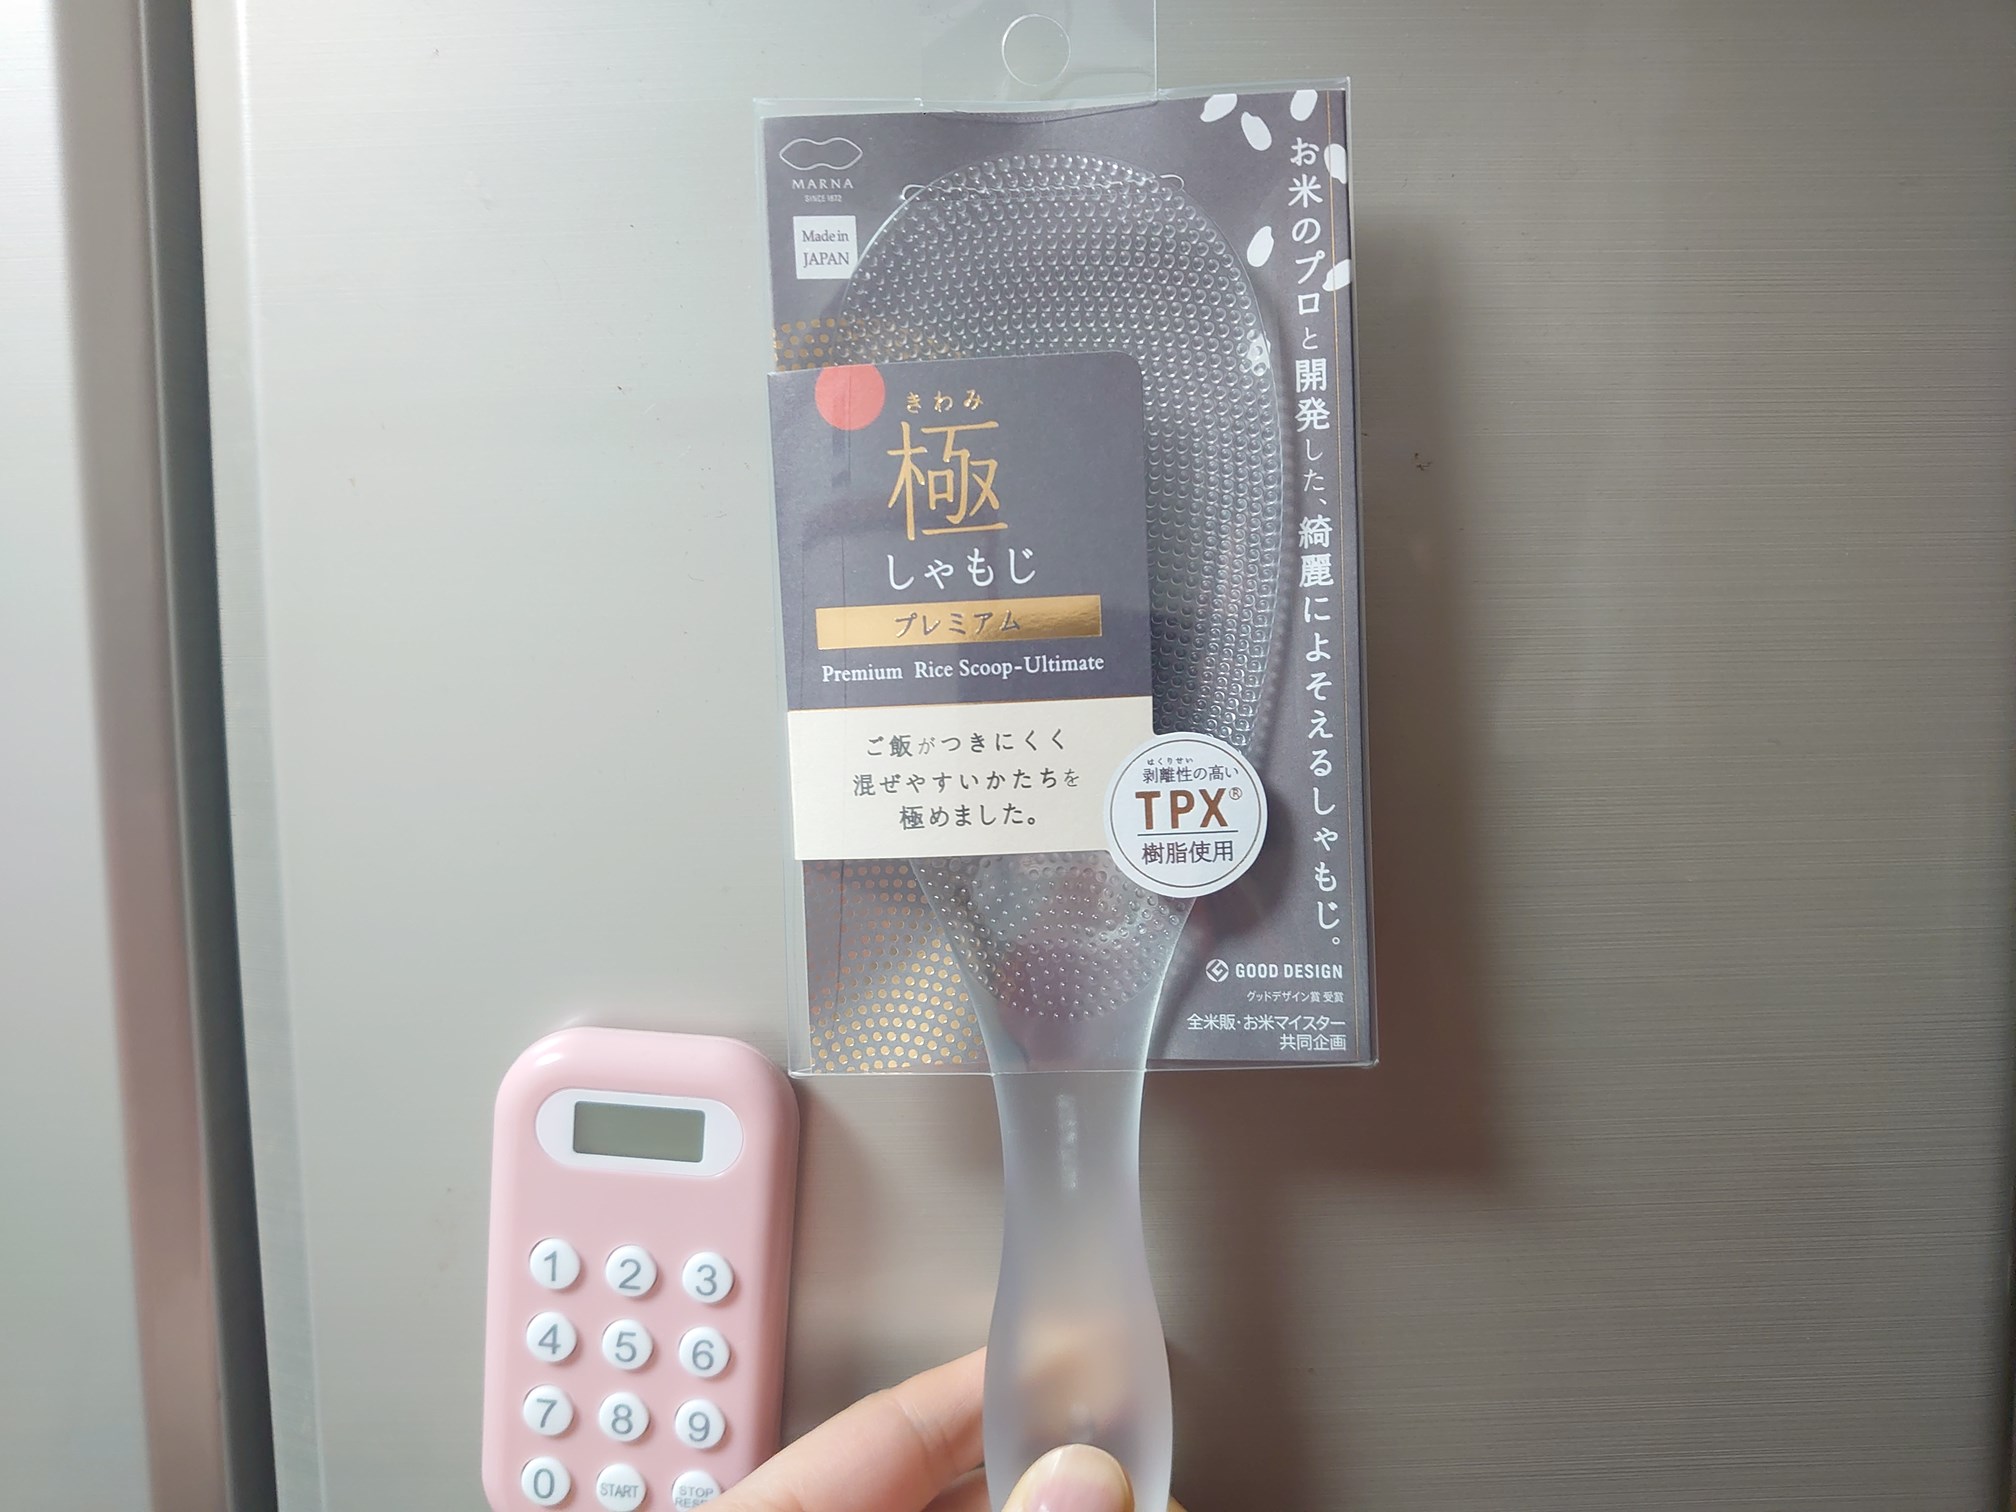 MARNA
SINCE 1872
Made in
JAPAN
お米のプロと開発した、綺麗によそえるしゃもじ。
きわみ
極
しゃもじ
プレミアム
Premium Rice Scoop-Ultimate
ご飯がつきにくく
混ぜやすいかたちを
極めました。
はくりせい
剥離性の高い
TPX®
樹脂使用
GOOD DESIGN
グッドデザイン賞 受賞
全米販・お米マイスター
共同企画
1 2 3
4 5 6
7 8 9
0 START STOP